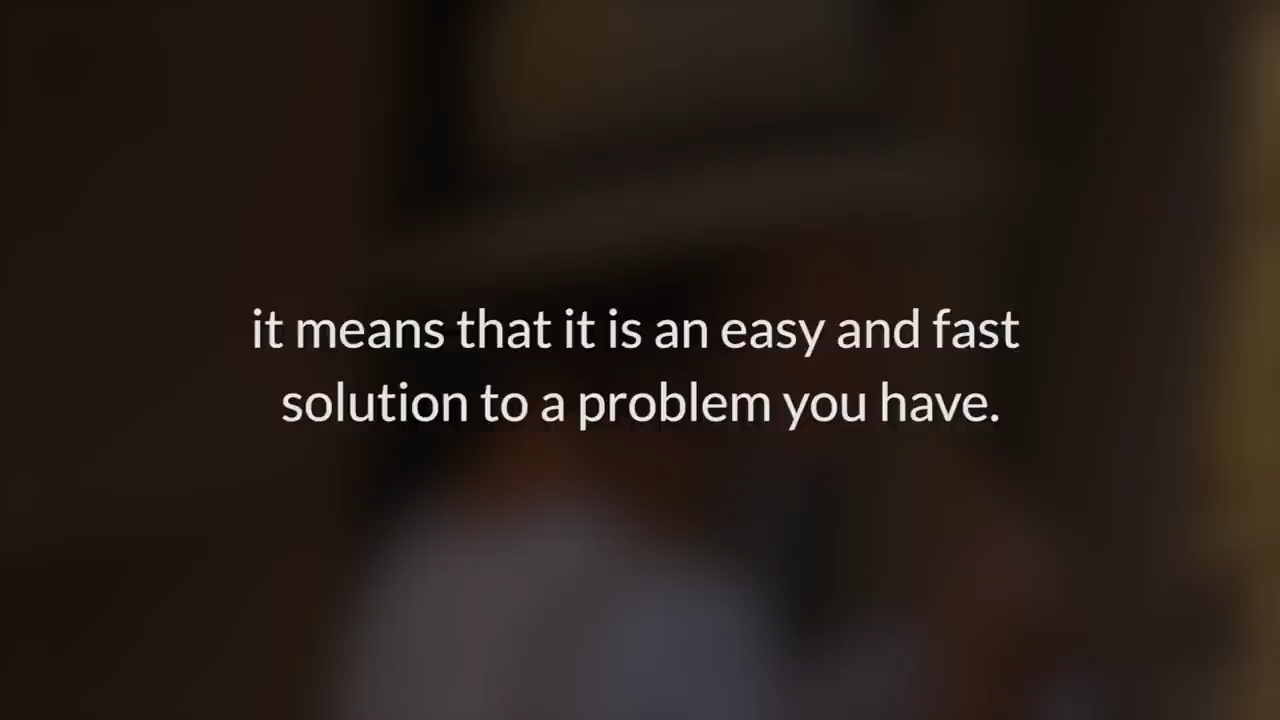 it means that it is an easy and fast
solution to a problem you have.